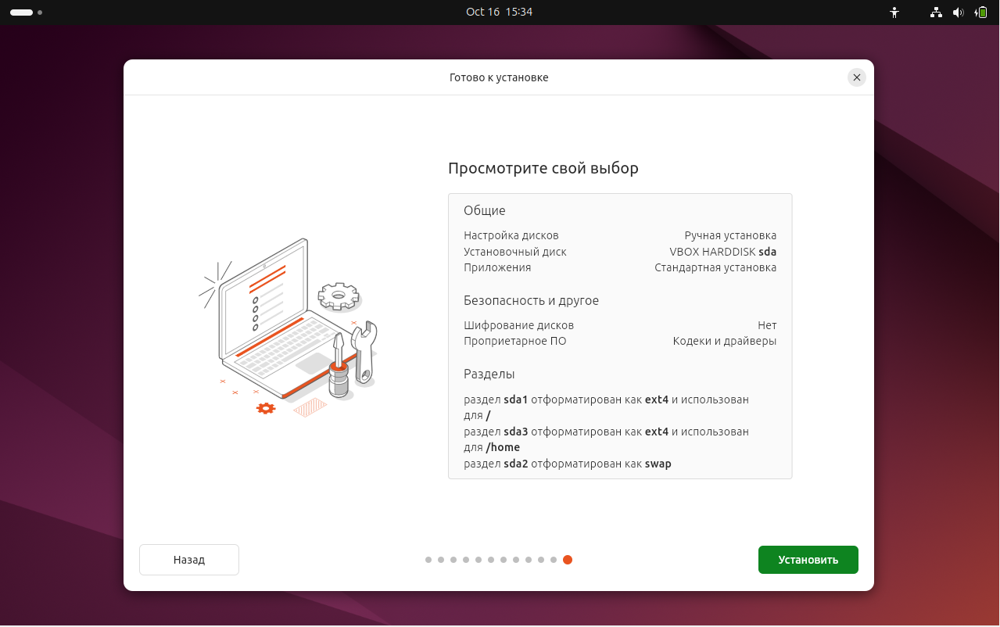 Oct 16 15:34
Готово к установке
Просмотрите свой выбор
Общие
Настройка дисков Ручная установка
Установочный диск VBOX HARDDISK sda
Приложения Стандартная установка
Безопасность и другое
Шифрование дисков Нет
Проприетарное ПО Кодеки и драйверы
Разделы
раздел sda1 отформатирован как ext4 и использован
для /
раздел sda3 отформатирован как ext4 и использован
для /home
раздел sda2 отформатирован как swap
Назад Установить